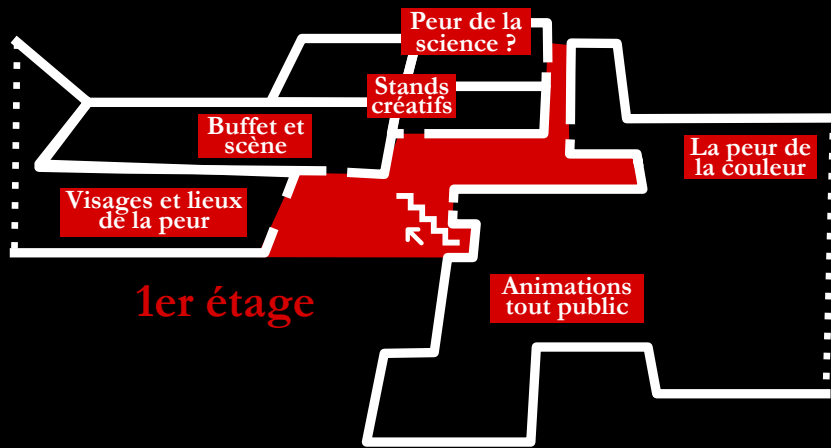 Peur de la
science ?
Stands
créatifs
Buffet et
scène
La peur de
la couleur
Visages et lieux
de la peur
Animations
tout public
1er étage